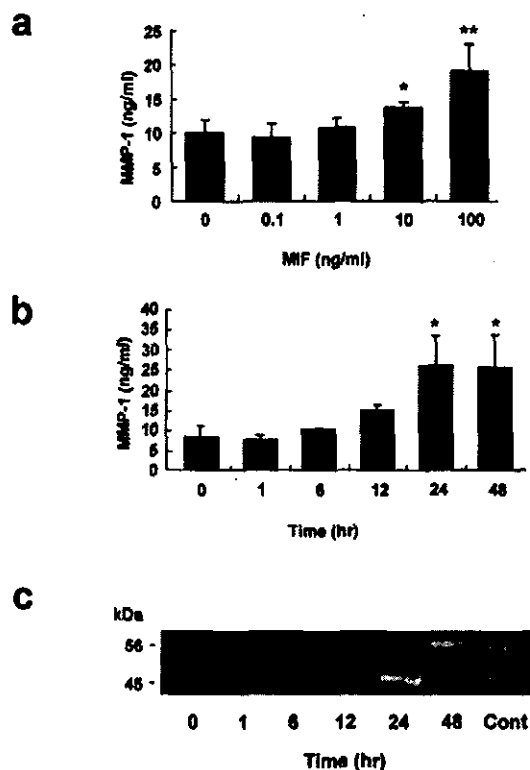 a
**
*
25
20
15
10
5
0
MMP-1 (ng/ml)
0 0.1 1 10 100
MIF (ng/ml)
b
* *
40
35
30
25
20
15
10
5
0
MMP-1 (ng/ml)
0 1 6 12 24 48
Time (hr)
c
kDa
56 -
45 -
0 1 6 12 24 48 Cont
Time (hr)